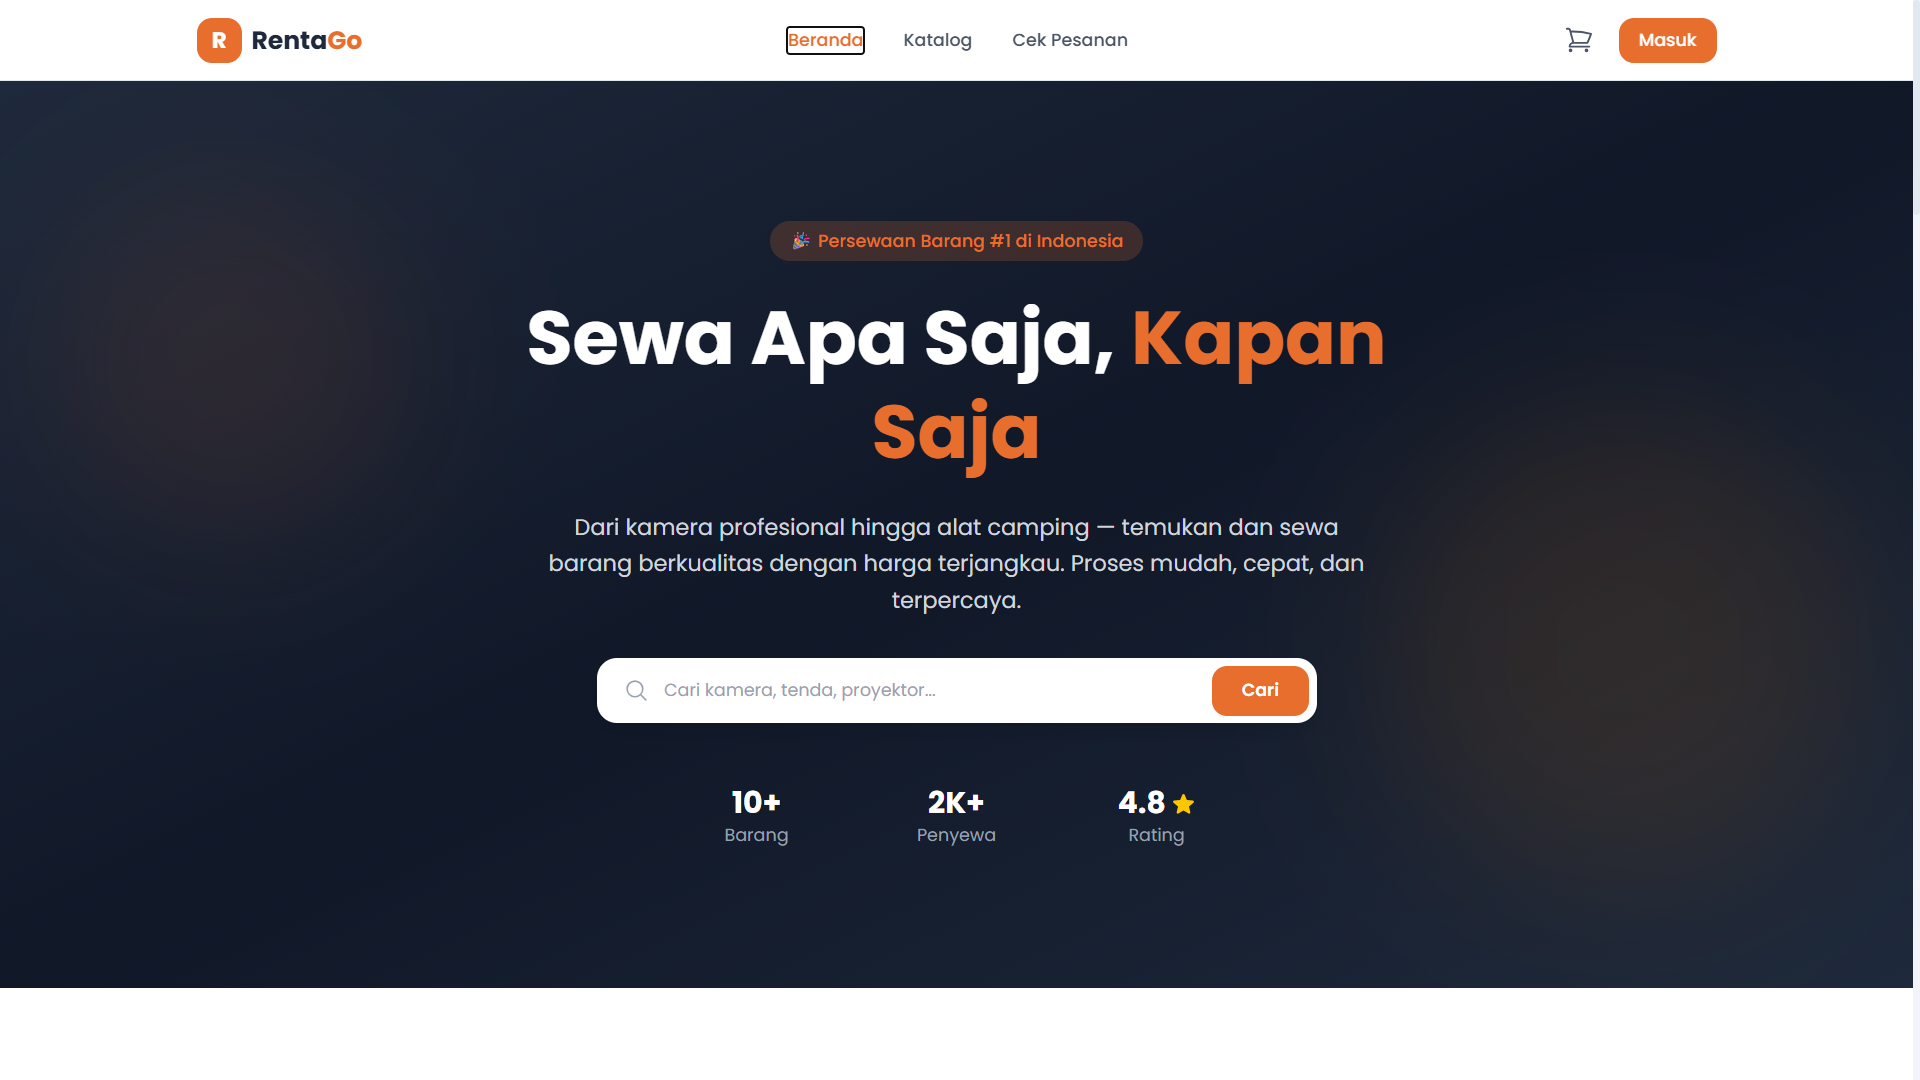 R RentaGo
Beranda
Katalog
Cek Pesanan
Masuk
🎉 Persewaan Barang #1 di Indonesia
Sewa Apa Saja, Kapan
Saja
Dari kamera profesional hingga alat camping — temukan dan sewa
barang berkualitas dengan harga terjangkau. Proses mudah, cepat, dan
terpercaya.
Cari kamera, tenda, proyektor...
Cari
10+
Barang
2K+
Penyewa
4.8 ★
Rating